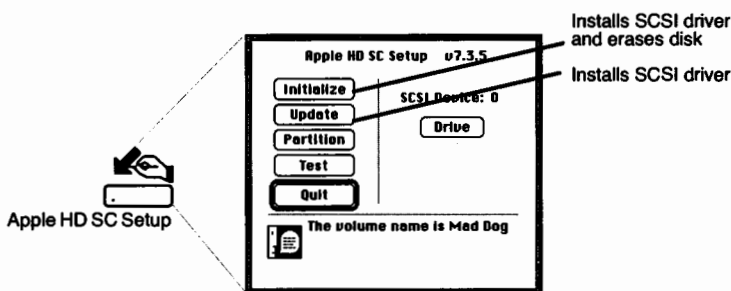 Installs SCSI driver
and erases disk
Installs SCSI driver
Apple HD SC Setup v7.3.5
Initialize
Update
Partition
Test
Quit
SCSI Device: 0
Drive
The volume name is Mad Dog
Apple HD SC Setup